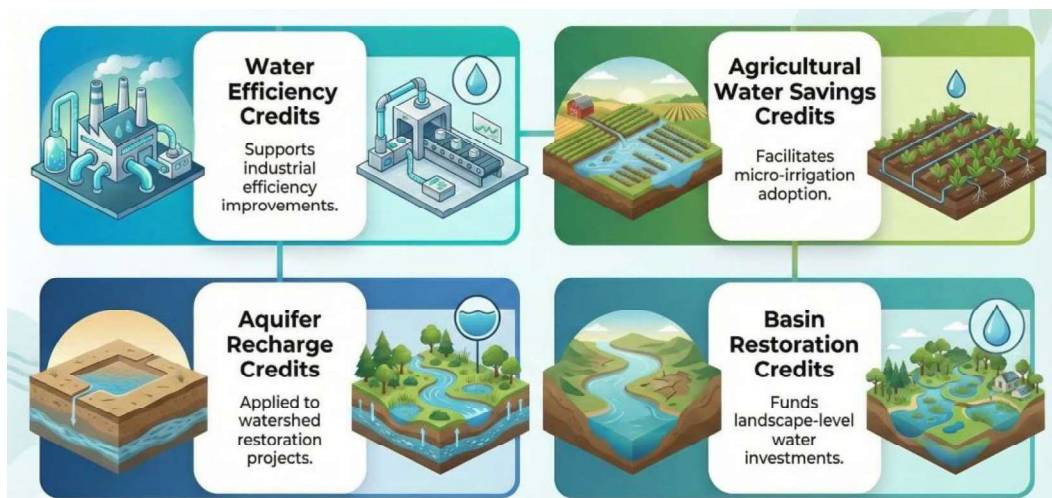 Water
Efficiency
Credits
Supports
industrial
efficiency
improvements.
Agricultural
Water Savings
Credits
Facilitates
micro-irrigation
adoption.
Aquifer
Recharge
Credits
Applied to
watershed
restoration
projects.
Basin
Restoration
Credits
Funds
landscape-level
water
investments.